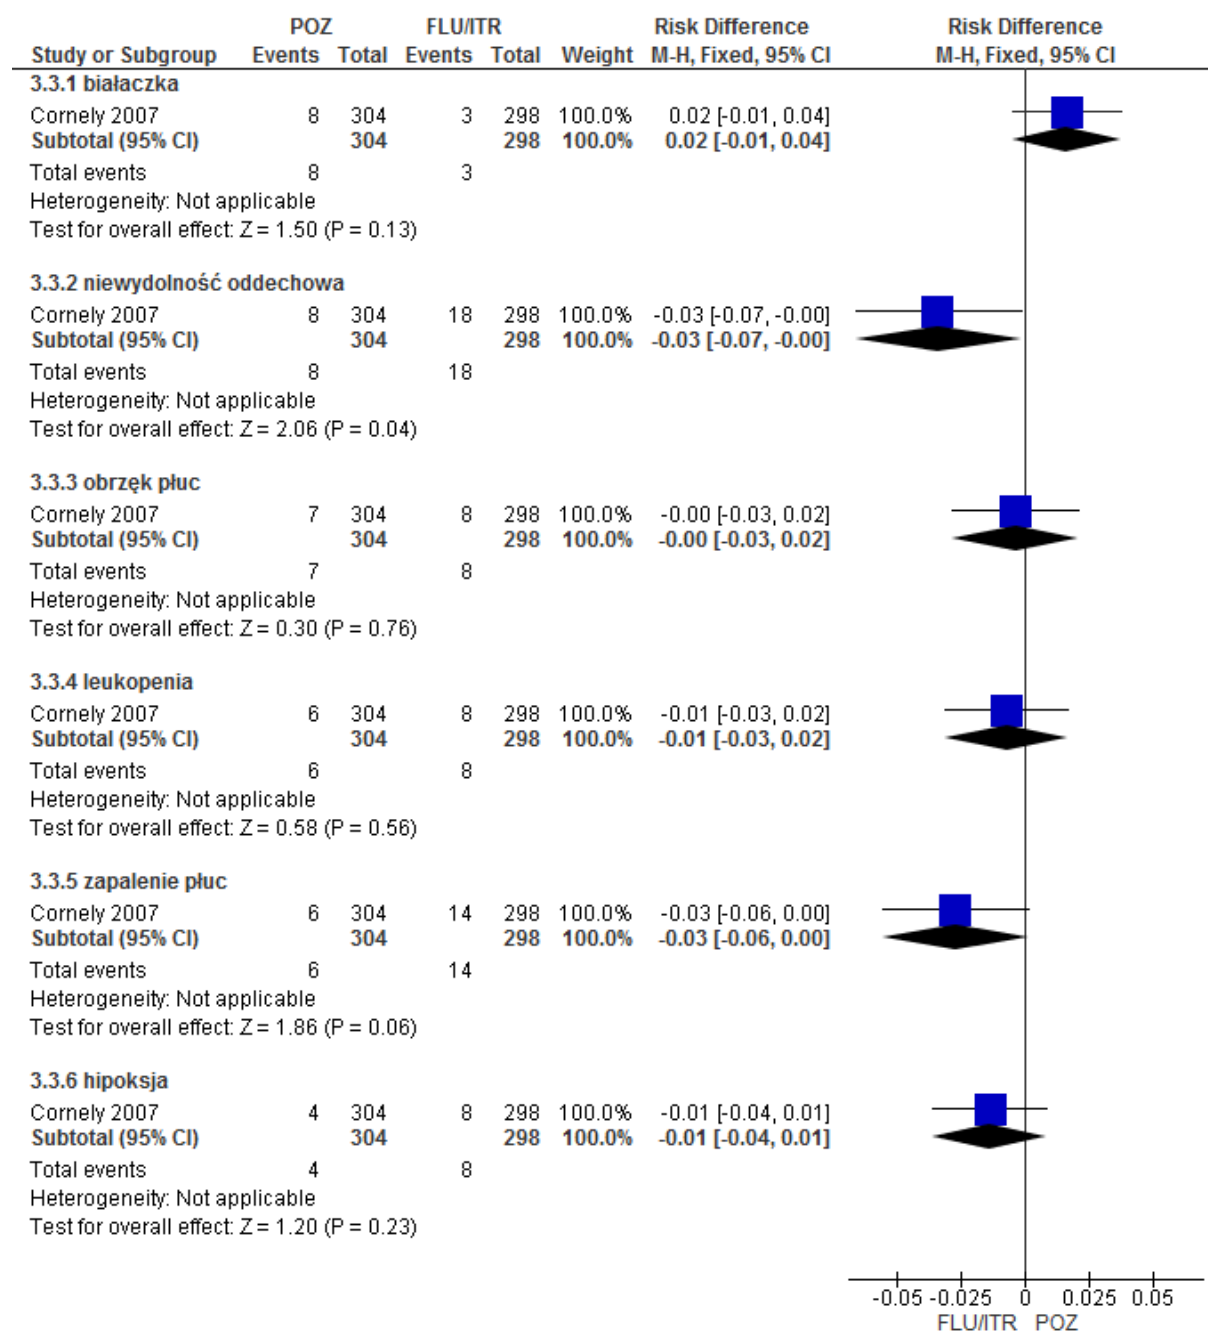 POZ FLU/ITR Risk Difference Risk Difference
Study or Subgroup Events Total Events Total Weight M-H, Fixed, 95% CI M-H, Fixed, 95% CI
3.3.1 białaczka
Cornely 2007 8 304 3 298 100.0% 0.02 [-0.01, 0.04]
Subtotal (95% CI) 304 298 100.0% 0.02 [-0.01, 0.04]
Total events 8 3
Heterogeneity: Not applicable
Test for overall effect: Z = 1.50 (P = 0.13)
3.3.2 niewydolność oddechowa
Cornely 2007 8 304 18 298 100.0% -0.03 [-0.07, -0.00]
Subtotal (95% CI) 304 298 100.0% -0.03 [-0.07, -0.00]
Total events 8 18
Heterogeneity: Not applicable
Test for overall effect: Z = 2.06 (P = 0.04)
3.3.3 obrzęk płuc
Cornely 2007 7 304 8 298 100.0% -0.00 [-0.03, 0.02]
Subtotal (95% CI) 304 298 100.0% -0.00 [-0.03, 0.02]
Total events 7 8
Heterogeneity: Not applicable
Test for overall effect: Z = 0.30 (P = 0.76)
3.3.4 leukopenia
Cornely 2007 6 304 8 298 100.0% -0.01 [-0.03, 0.02]
Subtotal (95% CI) 304 298 100.0% -0.01 [-0.03, 0.02]
Total events 6 8
Heterogeneity: Not applicable
Test for overall effect: Z = 0.58 (P = 0.56)
3.3.5 zapalenie płuc
Cornely 2007 6 304 14 298 100.0% -0.03 [-0.06, 0.00]
Subtotal (95% CI) 304 298 100.0% -0.03 [-0.06, 0.00]
Total events 6 14
Heterogeneity: Not applicable
Test for overall effect: Z = 1.86 (P = 0.06)
3.3.6 hipoksja
Cornely 2007 4 304 8 298 100.0% -0.01 [-0.04, 0.01]
Subtotal (95% CI) 304 298 100.0% -0.01 [-0.04, 0.01]
Total events 4 8
Heterogeneity: Not applicable
Test for overall effect: Z = 1.20 (P = 0.23)
-0.05 -0.025 0 0.025 0.05
FLU/ITR POZ